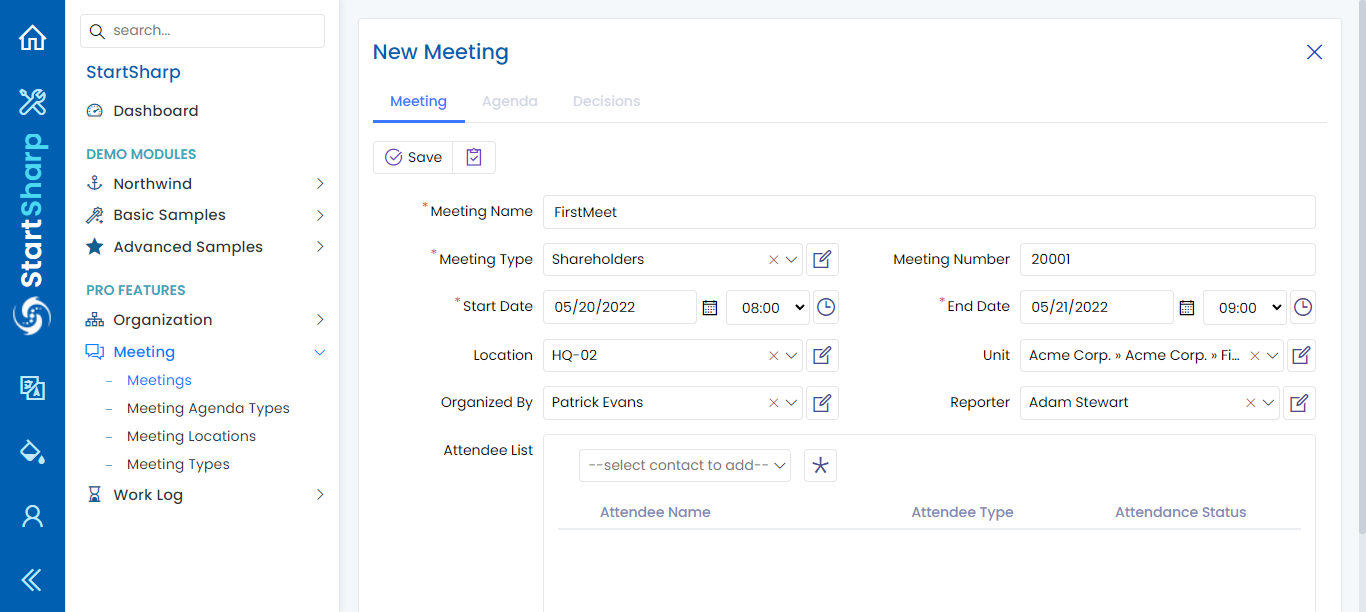 StartSharp
search...
StartSharp
Dashboard
DEMO MODULES
Northwind
Basic Samples
Advanced Samples
PRO FEATURES
Organization
Meeting
Meetings
Meeting Agenda Types
Meeting Locations
Meeting Types
Work Log
New Meeting
Meeting Agenda Decisions
Save
*Meeting Name FirstMeet
*Meeting Type Shareholders Meeting Number 20001
*Start Date 05/20/2022 08:00 *End Date 05/21/2022 09:00
Location HQ-02 Unit Acme Corp. » Acme Corp. » Fi...
Organized By Patrick Evans Reporter Adam Stewart
Attendee List
--select contact to add--
Attendee Name Attendee Type Attendance Status